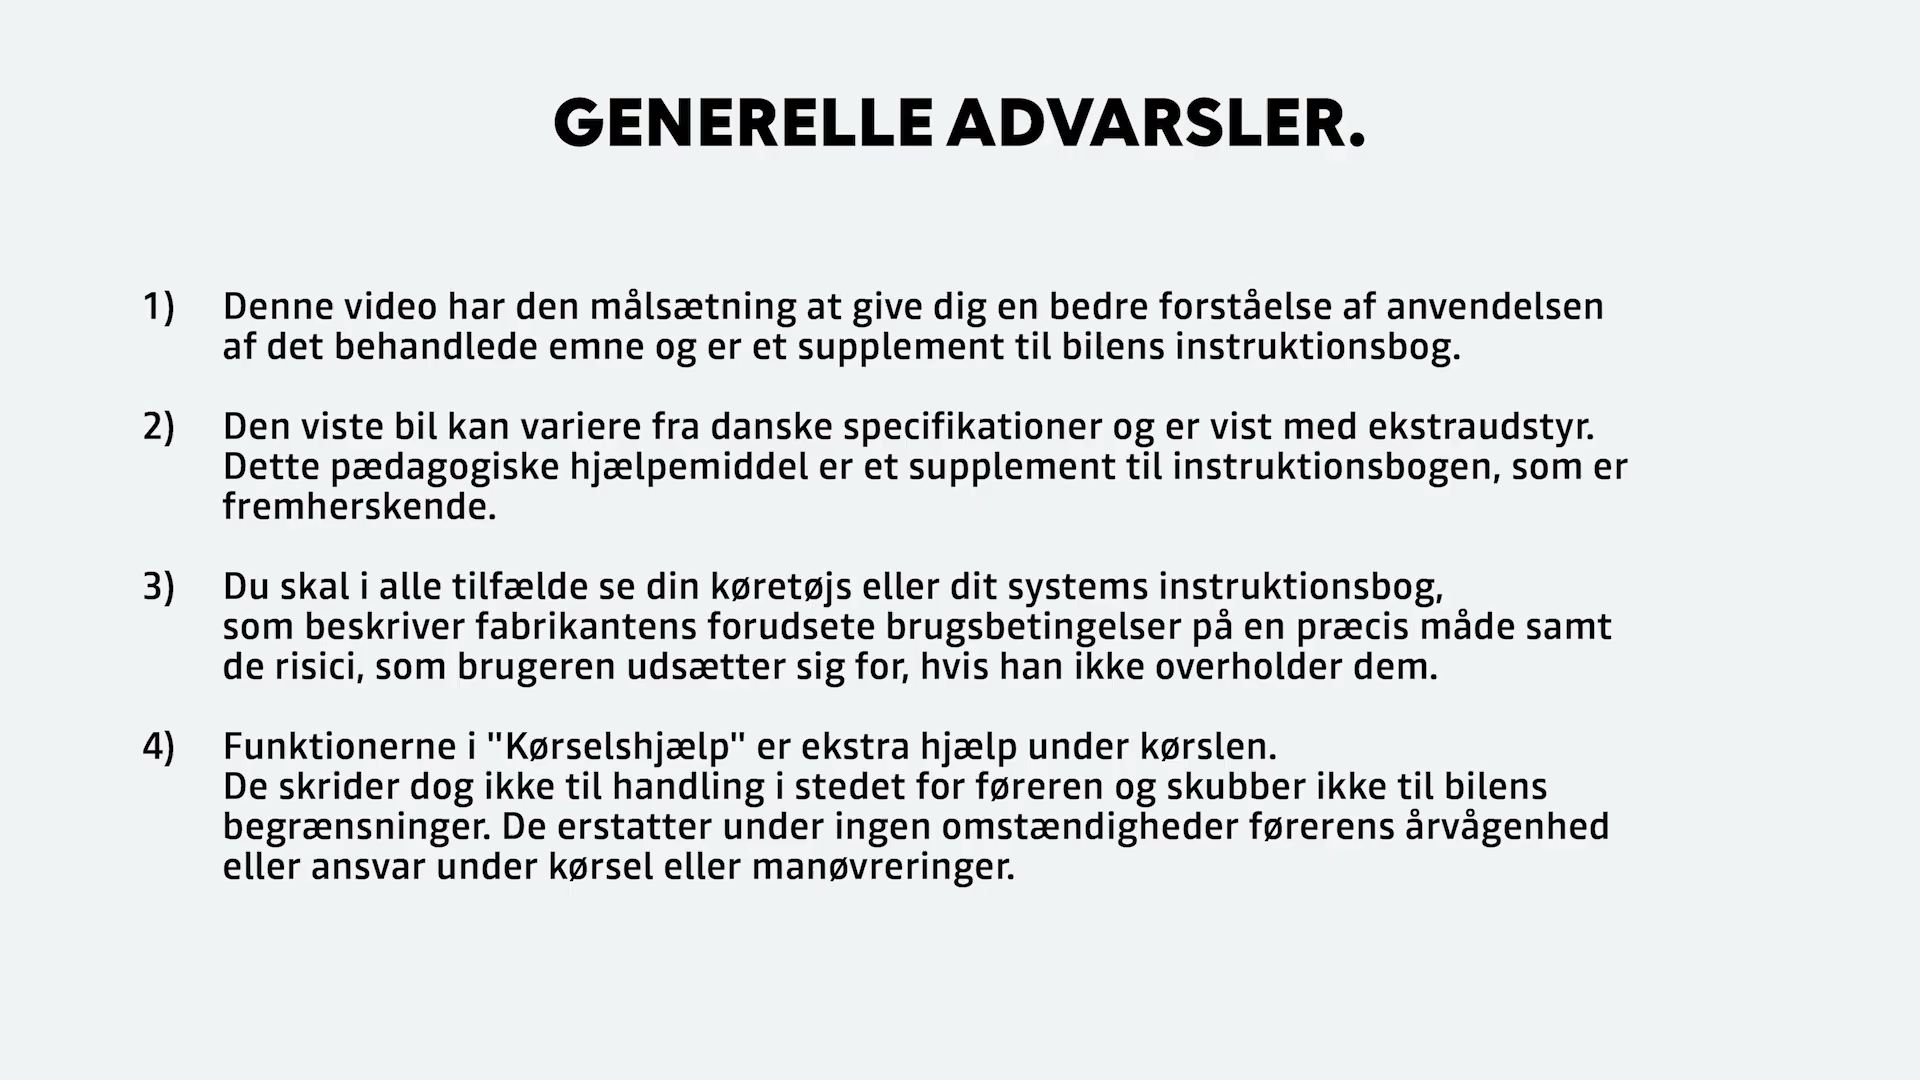 GENERELLE ADVARSLER.
1) Denne video har den målsætning at give dig en bedre forståelse af anvendelsen
af det behandlede emne og er et supplement til bilens instruktionsbog.
2) Den viste bil kan variere fra danske specifikationer og er vist med ekstraudstyr.
Dette pædagogiske hjælpemiddel er et supplement til instruktionsbogen, som er
fremherskende.
3) Du skal i alle tilfælde se din køretøjs eller dit systems instruktionsbog,
som beskriver fabrikantens forudsete brugsbetingelser på en præcis måde samt
de risici, som brugeren udsætter sig for, hvis han ikke overholder dem.
4) Funktionerne i "Kørselshjælp" er ekstra hjælp under kørslen.
De skrider dog ikke til handling i stedet for føreren og skubber ikke til bilens
begrænsninger. De erstatter under ingen omstændigheder førerens årvågenhed
eller ansvar under kørsel eller manøvreringer.